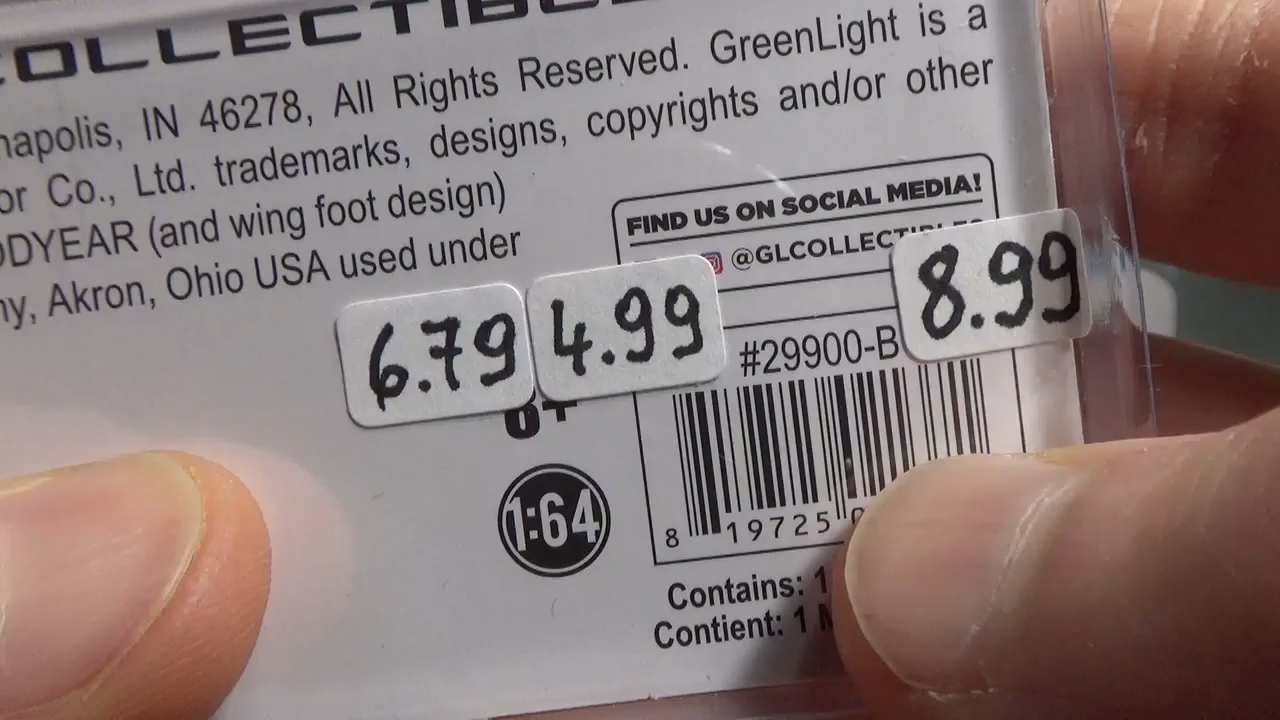 COLLECTIBLES
napolis, IN 46278, All Rights Reserved. GreenLight is a
or Co., Ltd. trademarks, designs, copyrights and/or other
DYEAR (and wing foot design)
ny, Akron, Ohio USA used under
FIND US ON SOCIAL MEDIA!
@GLCOLLECTIBLES
6.79
4.99
8.99
#29900-B
8+
1:64
8 19725
Contains: 1
Contient: 1 M